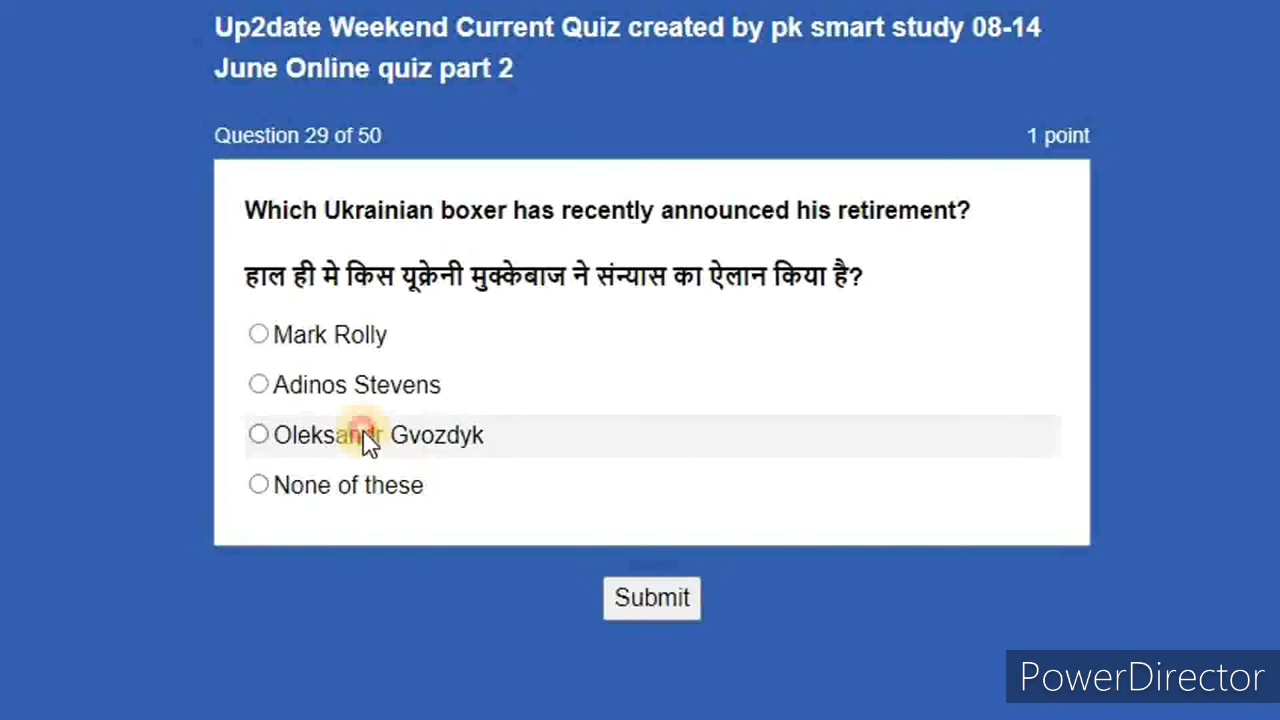 Up2date Weekend Current Quiz created by pk smart study 08-14
June Online quiz part 2
Question 29 of 50
1 point
Which Ukrainian boxer has recently announced his retirement?
हाल ही मे किस यूक्रेनी मुक्केबाज ने संन्यास का ऐलान किया है?
Mark Rolly
Adinos Stevens
Oleksandr Gvozdyk
None of these
Submit
PowerDirector